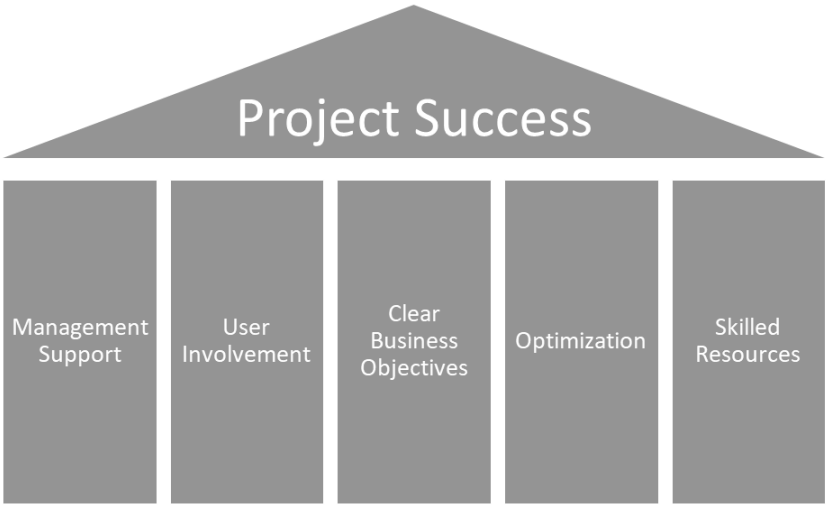 Project Success
Management
Support
User
Involvement
Clear
Business
Objectives
Optimization
Skilled
Resources